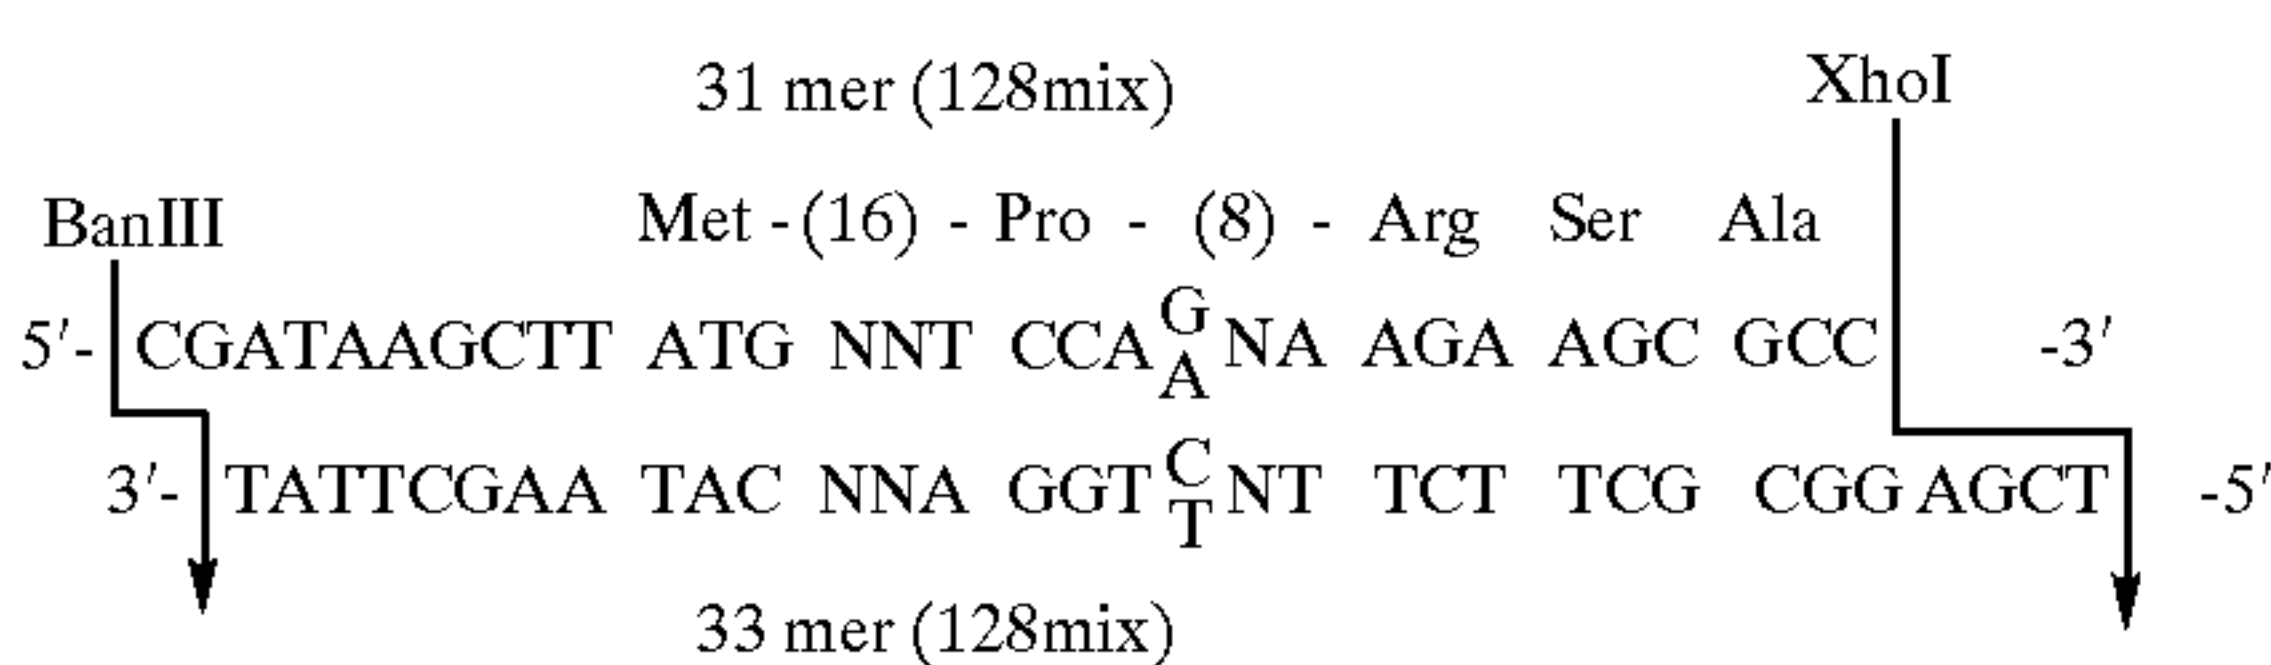 31 mer (128mix)
XhoI
BanIII
Met - (16) - Pro - (8) - Arg Ser Ala
5′- CGATAAGCTT ATG NNT CCA G/A NA AGA AGC GCC -3′
3′- TATTCGAA TAC NNA GGT C/T NT TCT TCG CGG AGCT -5′
33 mer (128mix)